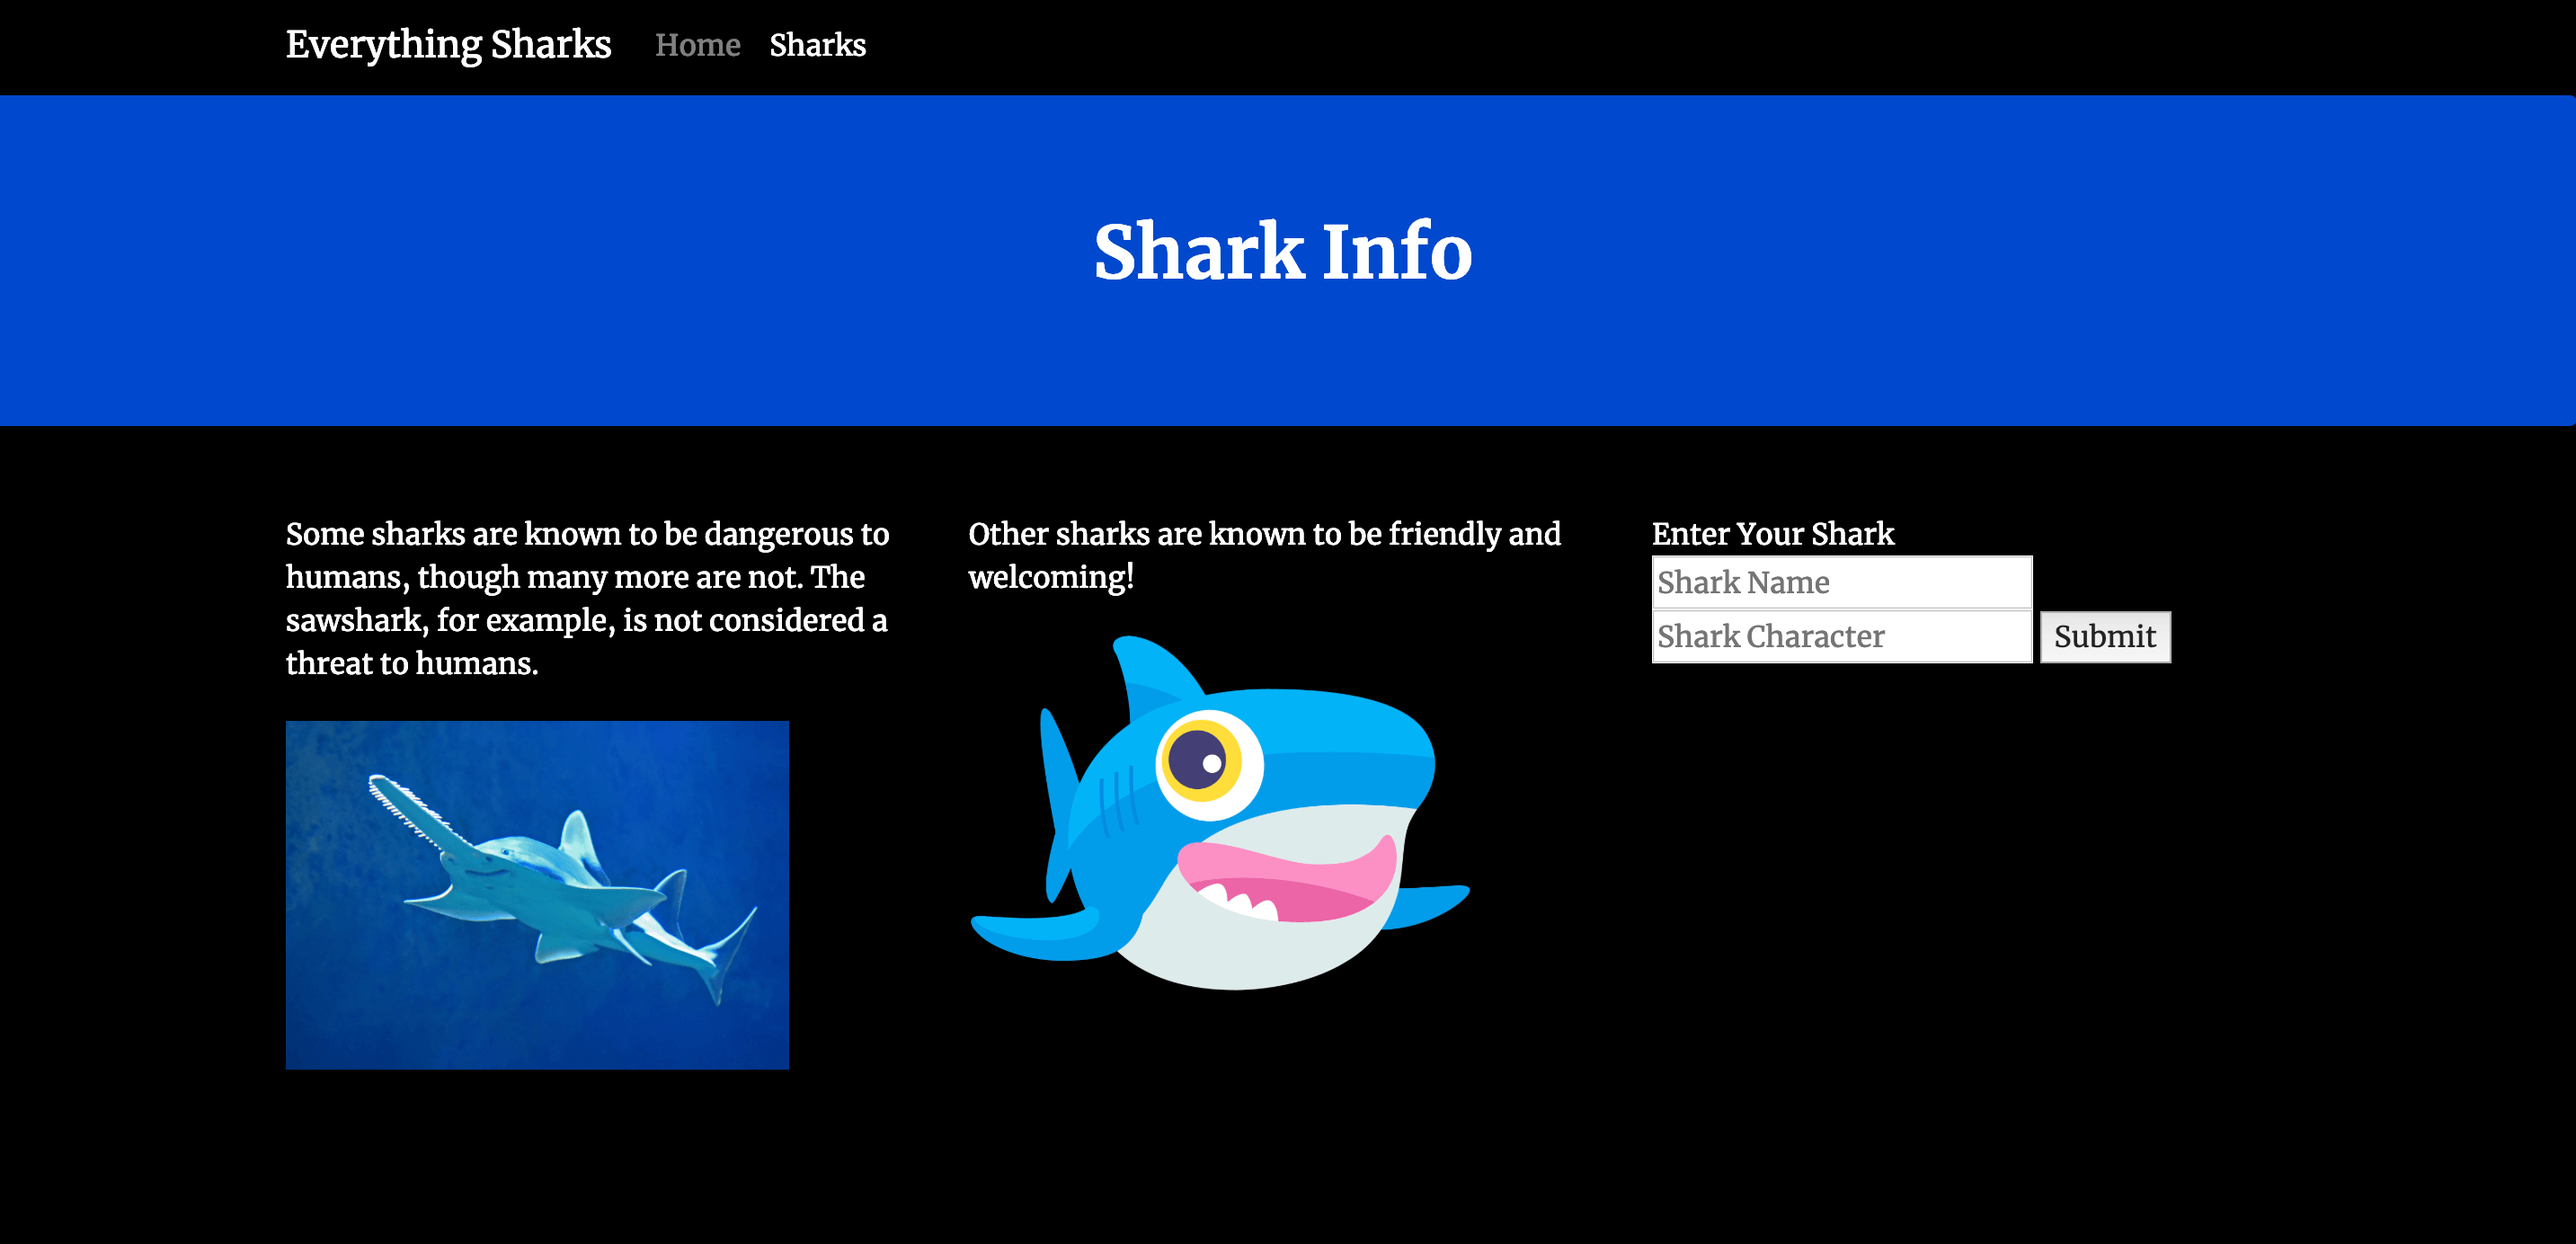 Everything Sharks Home Sharks
Shark Info
Some sharks are known to be dangerous to
humans, though many more are not. The
sawshark, for example, is not considered a
threat to humans.
Other sharks are known to be friendly and
welcoming!
Enter Your Shark
Shark Name
Shark Character Submit